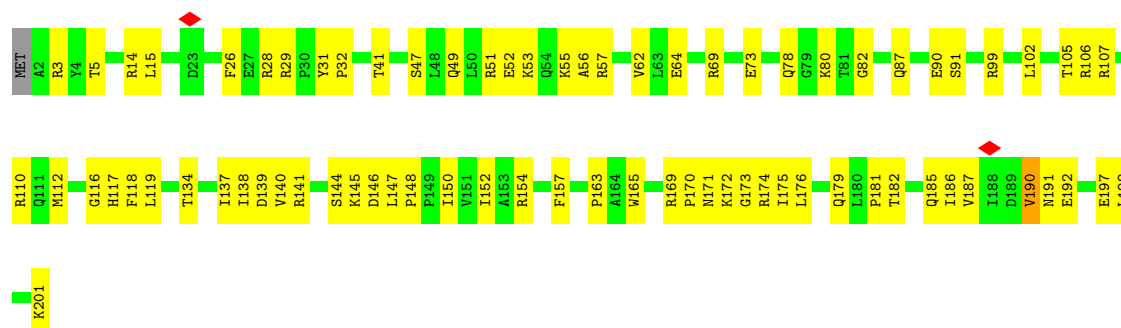 MET A2 R3 Y4 T5 R14 L15 D23 F26 E27 R28 R29 P30 Y31 P32 T41 S47 L48 Q49 L50 R51 E52 K53 Q54 K55 A56 R57 V62 L63 E64 R69 E73 Q78 G79 K80 T81 G82 Q87 E90 S91 R99 L102 T105 R106 R107
R110 Q111 M112 G116 H117 F118 L119 T134 I137 I138 D139 V140 R141 S144 K145 D146 L147 P148 P149 I150 V151 I152 A153 R154 F157 P163 A164 W165 R169 P170 N171 K172 G173 R174 I175 L176 Q179 L180 P181 T182 Q185 I186 V187 I188 D189 V190 N191 E192 E197
K201